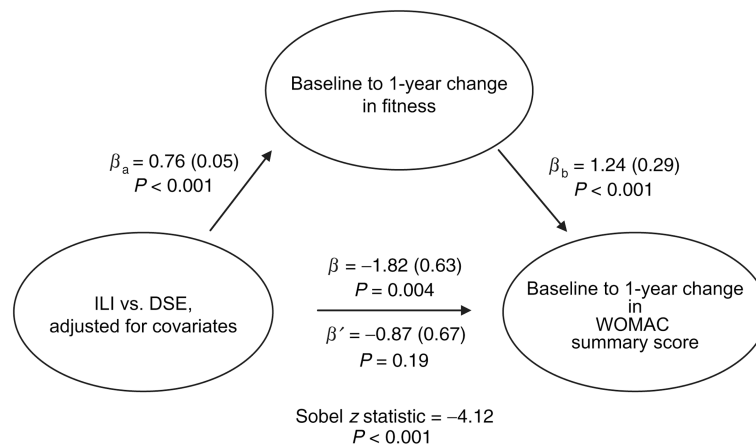 Baseline to 1-year change
in fitness
βa = 0.76 (0.05)
P < 0.001
βb = 1.24 (0.29)
P < 0.001
ILI vs. DSE,
adjusted for covariates
β = −1.82 (0.63)
P = 0.004
β′ = −0.87 (0.67)
P = 0.19
Baseline to 1-year change
in
WOMAC
summary score
Sobel z statistic = −4.12
P < 0.001